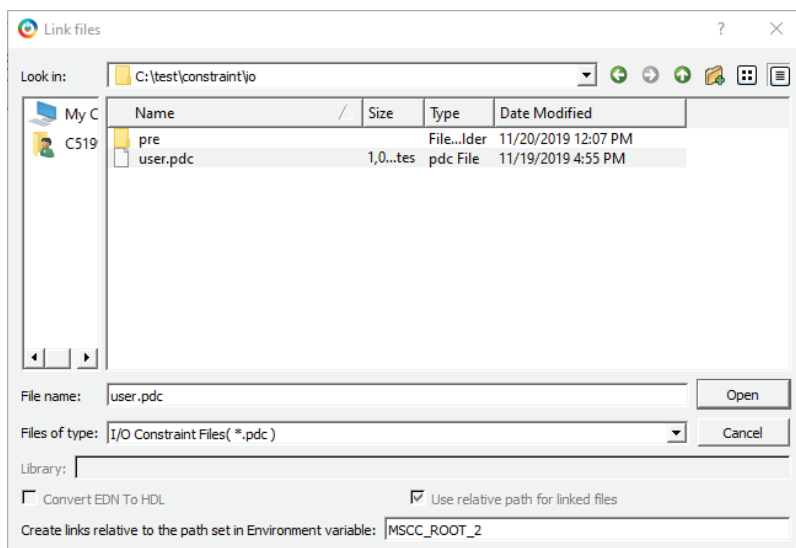 Link files
Look in: C:\test\constraint\io
My C
C519
Name Size Type Date Modified
pre File...lder 11/20/2019 12:07 PM
user.pdc 1,0...tes pdc File 11/19/2019 4:55 PM
File name: user.pdc Open
Files of type: I/O Constraint Files( *.pdc ) Cancel
Library:
Convert EDN To HDL Use relative path for linked files
Create links relative to the path set in Environment variable: MSCC_ROOT_2